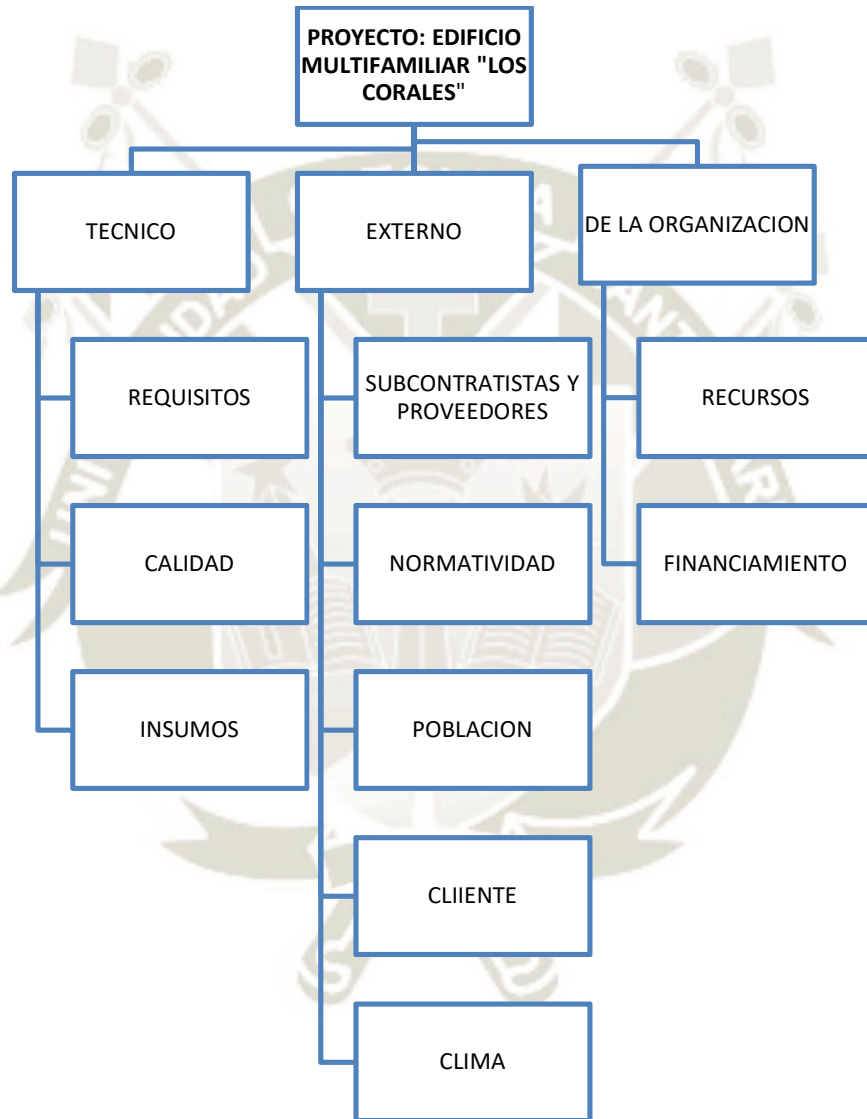 PROYECTO: EDIFICIO
MULTIFAMILIAR "LOS
CORALES"
TECNICO
EXTERNO
DE LA ORGANIZACION
REQUISITOS
SUBCONTRATISTAS Y
PROVEEDORES
RECURSOS
CALIDAD
NORMATIVIDAD
FINANCIAMIENTO
INSUMOS
POBLACION
CLIIENTE
CLIMA